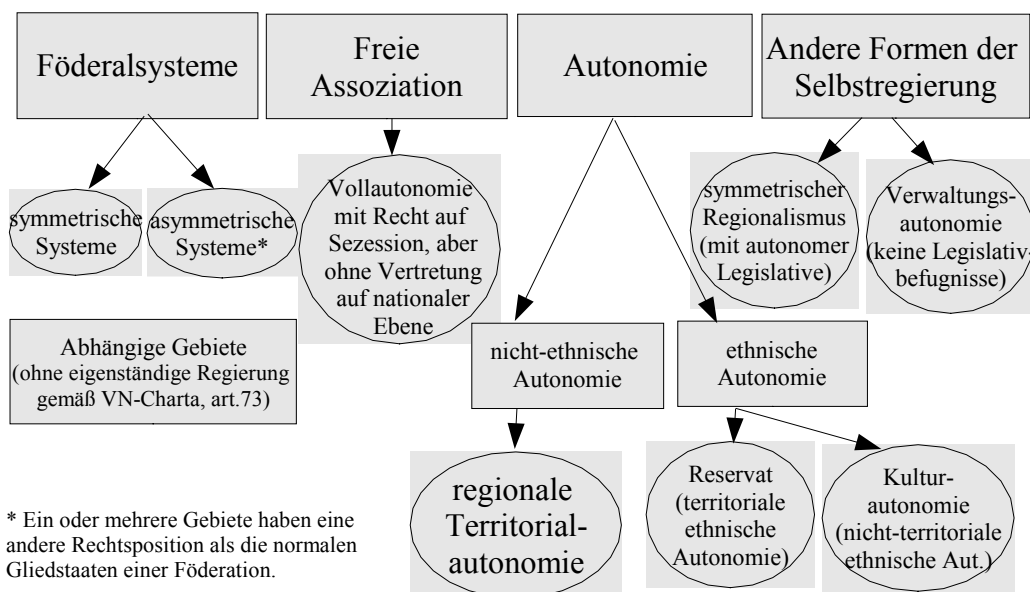 Föderalsysteme
Freie
Assoziation
Autonomie
Andere Formen der
Selbstregierung
symmetrische
Systeme
asymmetrische
Systeme*
Vollautonomie
mit Recht auf
Sezession, aber
ohne Vertretung
auf nationaler
Ebene
symmetrischer
Regionalismus
(mit autonomer
Legislative)
Verwaltungs-
autonomie
(keine Legislativ-
befugnisse)
Abhängige Gebiete
(ohne eigenständige Regierung
gemäß VN-Charta, art.73)
nicht-ethnische
Autonomie
ethnische
Autonomie
regionale
Territorial-
autonomie
Reservat
(territoriale
ethnische
Autonomie)
Kultur-
autonomie
(nicht-territoriale
ethnische Aut.)
* Ein oder mehrere Gebiete haben eine
andere Rechtsposition als die normalen
Gliedstaaten einer Föderation.